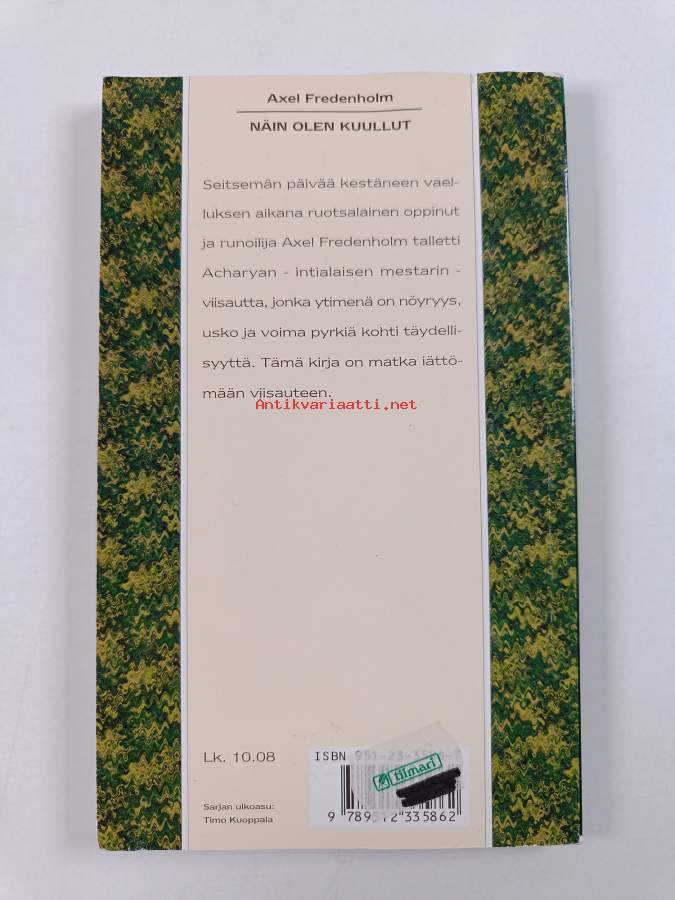 Axel Fredenholm
NÄIN OLEN KUULLUT
Seitsemän päivää kestäneen vael-
luksen aikana ruotsalainen oppinut
ja runoilija Axel Fredenholm talletti
Acharyan - intialaisen mestarin -
viisautta, jonka ytimenä on nöyryys,
usko ja voima pyrkiä kohti täydelli-
syyttä. Tämä kirja on matka iättö-
mään viisauteen.
Antikvariaatti.net
Lk. 10.08
ISBN
tilmari
Sarjan ulkoasu:
Timo Kuoppala
9 789512 335862